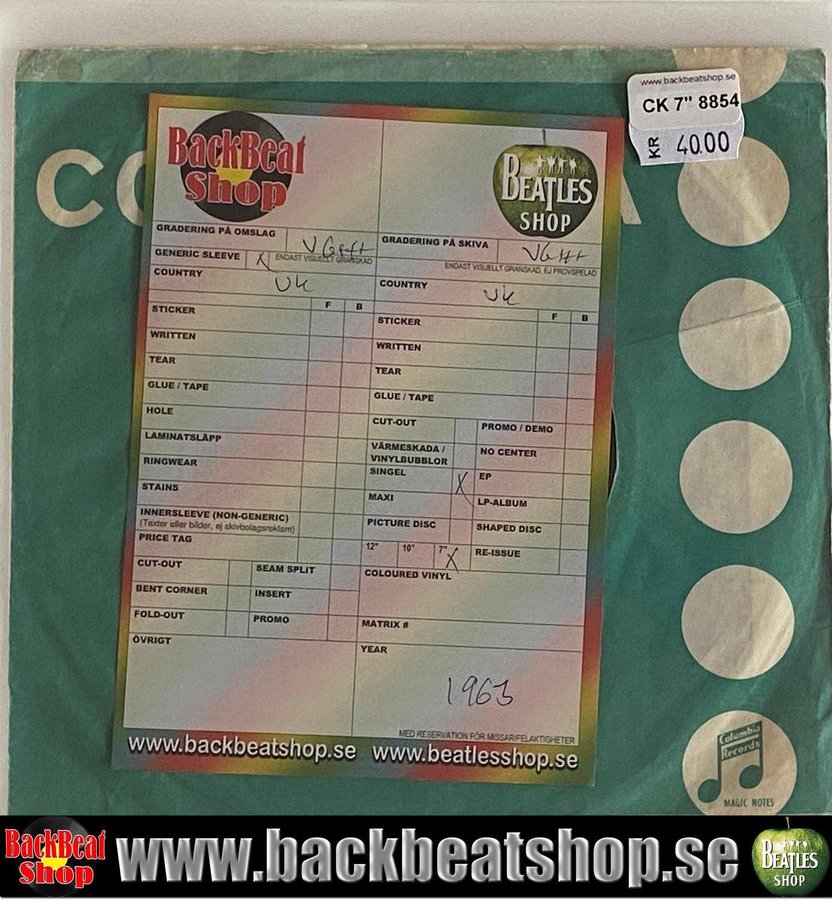 www.backbeatshop.se
CK 7" 8854
KR 40.00
CO A
BackBeat
Shop
BEATLES
SHOP
GRADERING PÅ OMSLAG VG++
GENERIC SLEEVE X ENDAST VISUELLT GRANSKAD
COUNTRY UK
F B
STICKER
WRITTEN
TEAR
GLUE / TAPE
HOLE
LAMINATSLÄPP
RINGWEAR
STAINS
INNERSLEEVE (NON-GENERIC)
(Texter eller bilder, ej skivbolagsreklam)
PRICE TAG
CUT-OUT BEAM SPLIT
BENT CORNER INSERT
FOLD-OUT PROMO
ÖVRIGT
GRADERING PÅ SKIVA VG++
ENDAST VISUELLT GRANSKAD, EJ PROVSPELAD
COUNTRY UK
F B
STICKER
WRITTEN
TEAR
GLUE / TAPE
CUT-OUT PROMO / DEMO
VÄRMESKADA /
VINYLBUBBLOR NO CENTER
SINGEL X EP
MAXI LP-ALBUM
PICTURE DISC SHAPED DISC
12" 10" 7" X RE-ISSUE
COLOURED VINYL
MATRIX #
YEAR
1963
MED RESERVATION FÖR MISSAR/FELAKTIGHETER
www.backbeatshop.se www.beatlesshop.se
Columbia
Records
MAGIC NOTES
BackBeat
Shop
www.backbeatshop.se
BEATLES
SHOP